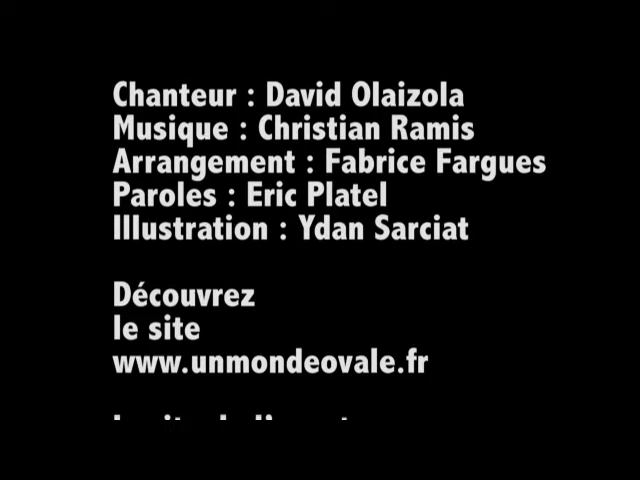 Chanteur : David Olaizola
Musique : Christian Ramis
Arrangement : Fabrice Fargues
Paroles : Eric Platel
Illustration : Ydan Sarciat
Découvrez
le site
www.unmondeovale.fr